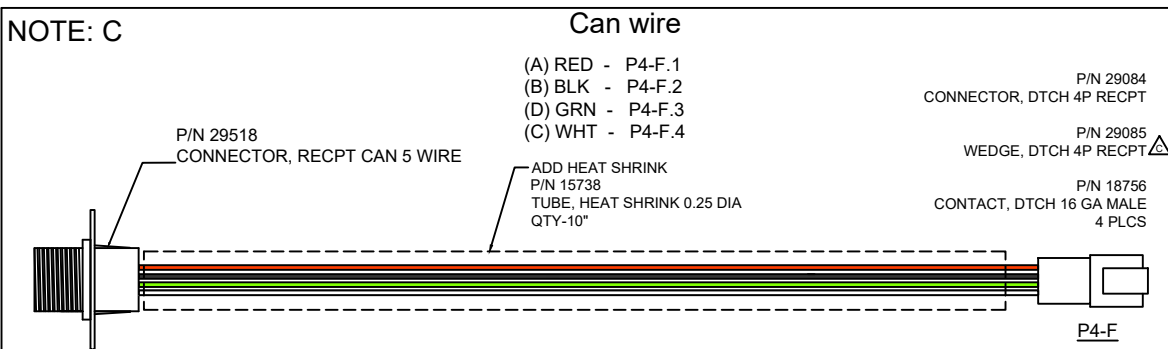 NOTE: C
Can wire
(A) RED - P4-F.1
(B) BLK - P4-F.2
(D) GRN - P4-F.3
(C) WHT - P4-F.4
P/N 29518
CONNECTOR, RECPT CAN 5 WIRE
ADD HEAT SHRINK
P/N 15738
TUBE, HEAT SHRINK 0.25 DIA
QTY-10"
P/N 29084
CONNECTOR, DTCH 4P RECPT
P/N 29085
WEDGE, DTCH 4P RECPT C
P/N 18756
CONTACT, DTCH 16 GA MALE
4 PLCS
P4-F